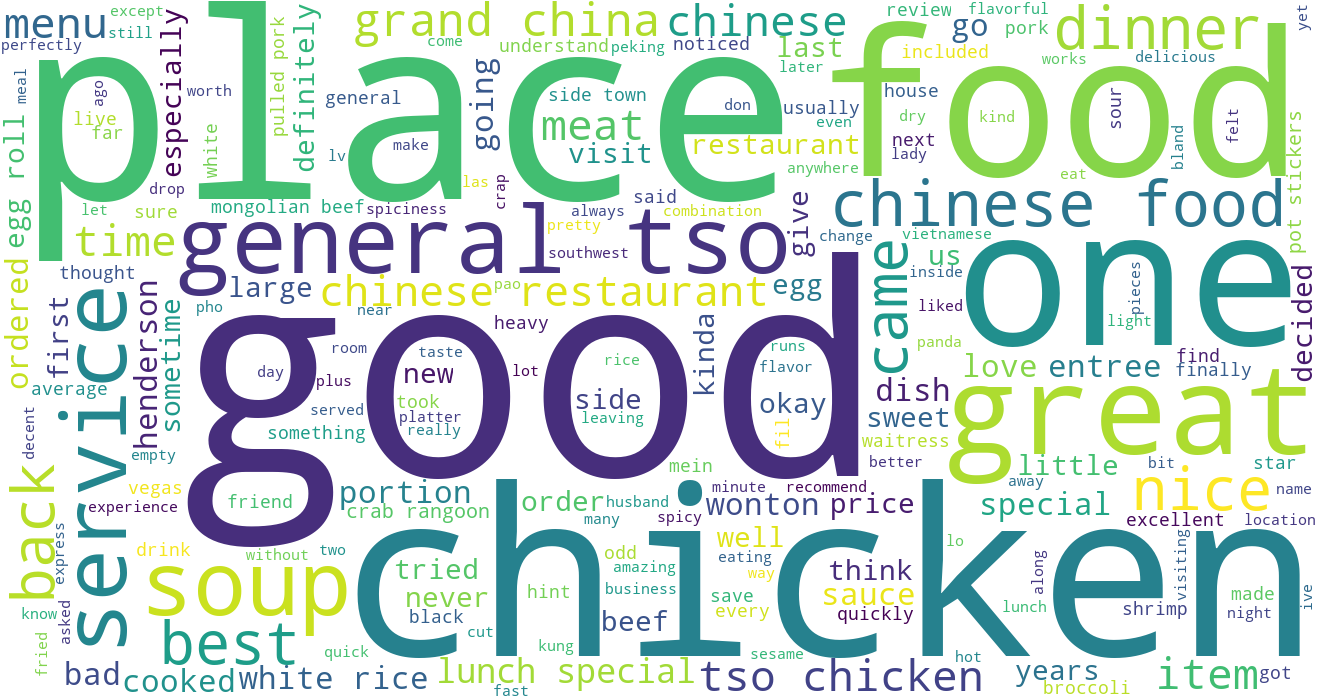 place
food
good
chicken
one
great
general tso
chinese food
service
soup
dinner
nice
grand china
chinese
menu
except
still
perfectly
especially
definitely
pulled pork
come
understand
peking
noticed
last
later
review
flavorful
go
pork
included
works
delicious
yet
meal
ago
worth
live
far
white
general
lv
make
going
side town
meat
visit
don
usually
even
house
restaurant
anywhere
dry
next
lady
kind
sour
bland
felt
eat
pot stickers
egg roll
drop
let
sure
mongolian beef
spiciness
las
crap
always
said
pretty
combination
southwest
give
change
vietnamese
us
came
inside
liked
panda
pieces
light
decided
time
thought
ordered
first
henderson
sometime
large
pho
chinese restaurant
pao
near
egg
heavy
kinda
room
day
plus
taste
new
lot
rice
runs
flavor
side
okay
served
took
platter
really
leaving
fil
something
love
entree
find
finally
dish
sweet
waitress
better
average
decent
empty
back
vegas
experience
express
friend
portion
crab rangoon
order
husband
many
mein
minute
recommend
spicy
wonton
price
little
away
bit
star
name
special
excellent
location
drink
without
two
tried
never
odd
amazing
business
hint
well
eating
way
save
every
think
sauce
quickly
lo
along
lunch
shrimp
visiting
made
night
ive
know
asked
fried
best
bad
cooked
white rice
quick
black
cut
kung
beef
sesame
lunch special
fast
tso chicken
hot
years
broccoli
item
got